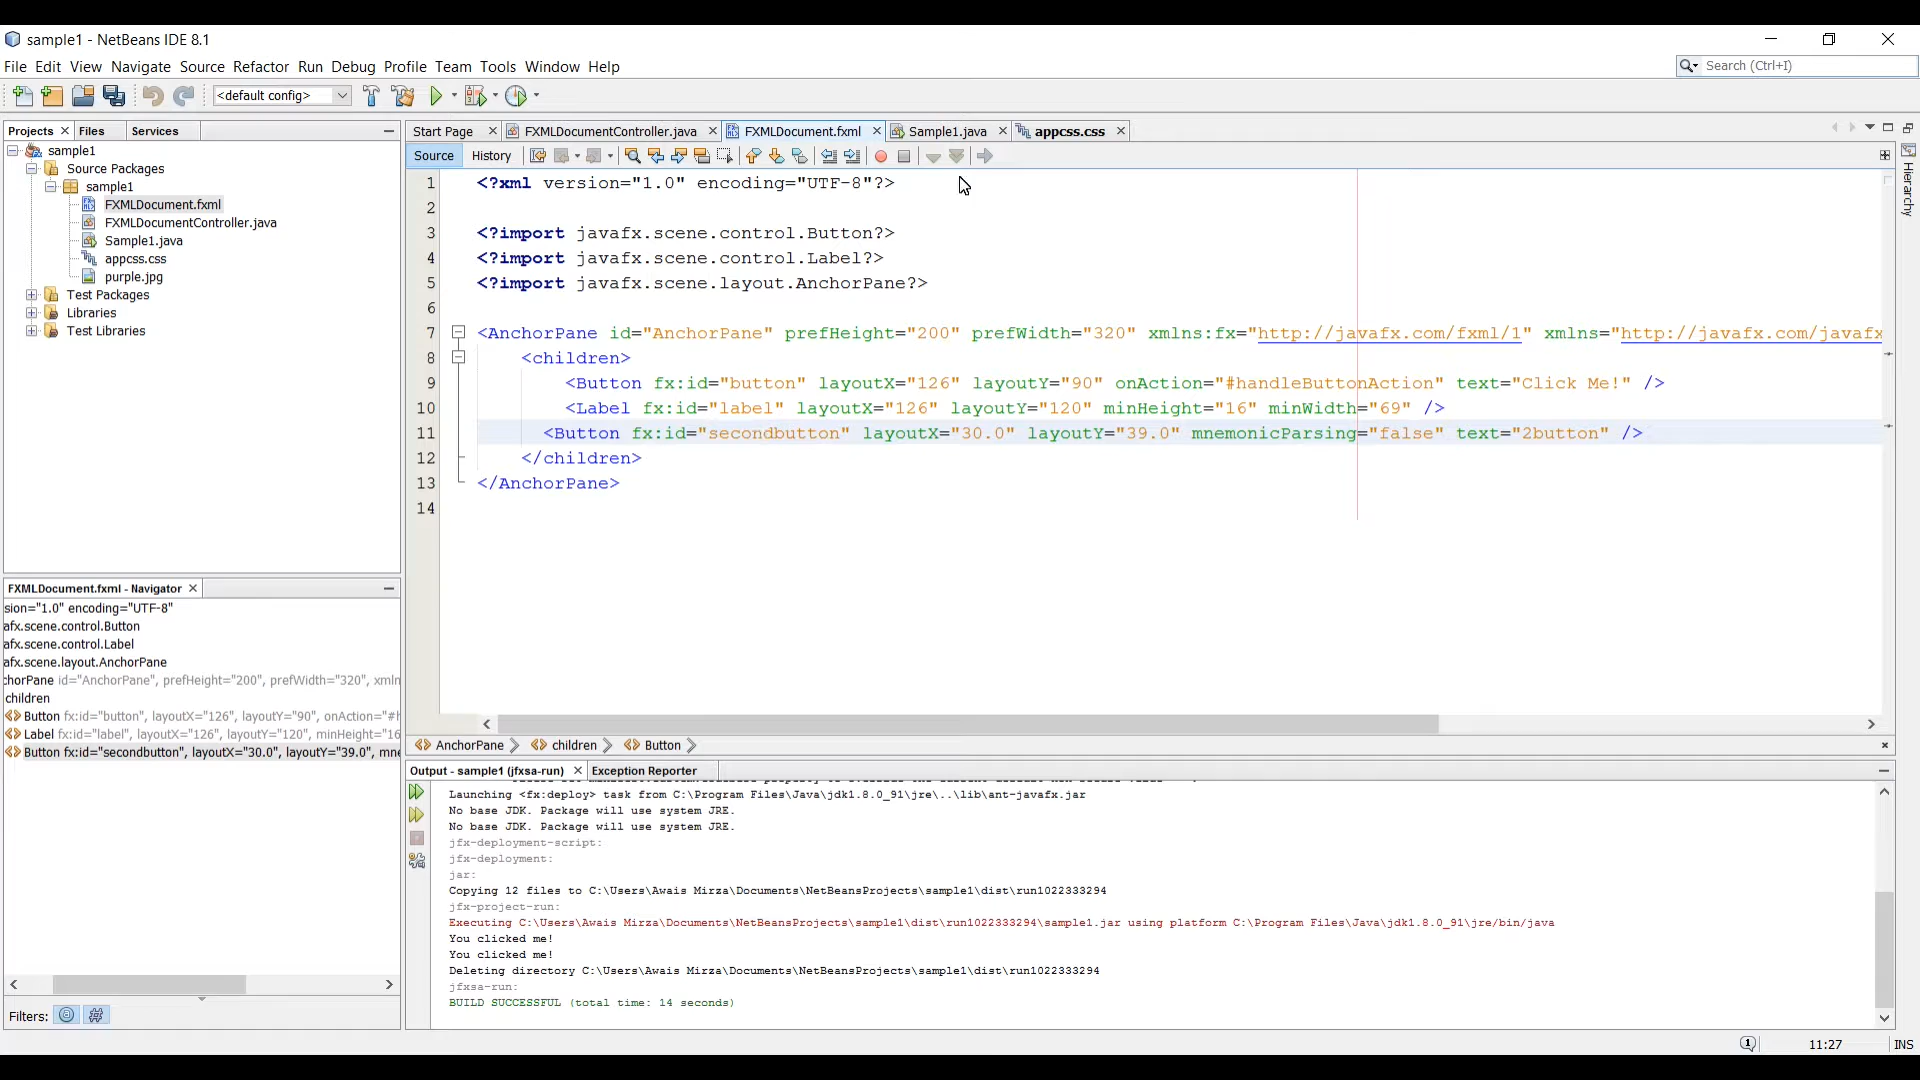 sample1 - NetBeans IDE 8.1
File Edit View Navigate Source Refactor Run Debug Profile Team Tools Window Help
Search (Ctrl+I)
<default config>
Projects Files Services
sample1
Source Packages
sample1
FXMLDocument.fxml
FXMLDocumentController.java
Sample1.java
appcss.css
purple.jpg
Test Packages
Libraries
Test Libraries
Start Page FXMLDocumentController.java FXMLDocument.fxml Sample1.java appcss.css
Source History
Hierarchy
1 <?xml version="1.0" encoding="UTF-8"?>
2
3 <?import javafx.scene.control.Button?>
4 <?import javafx.scene.control.Label?>
5 <?import javafx.scene.layout.AnchorPane?>
6
7 <AnchorPane id="AnchorPane" prefHeight="200" prefWidth="320" xmlns:fx="http://javafx.com/fxml/1" xmlns="http://javafx.com/javafx
8 <children>
9 <Button fx:id="button" layoutX="126" layoutY="90" onAction="#handleButtonAction" text="Click Me!" />
10 <Label fx:id="label" layoutX="126" layoutY="120" minHeight="16" minWidth="69" />
11 <Button fx:id="secondbutton" layoutX="30.0" layoutY="39.0" mnemonicParsing="false" text="2button" />
12 </children>
13 </AnchorPane>
14
AnchorPane children Button
FXMLDocument.fxml - Navigator
sion="1.0" encoding="UTF-8"
afx.scene.control.Button
afx.scene.control.Label
afx.scene.layout.AnchorPane
chorPane id="AnchorPane", prefHeight="200", prefWidth="320", xmln
children
Button fx:id="button", layoutX="126", layoutY="90", onAction="#h
Label fx:id="label", layoutX="126", layoutY="120", minHeight="16
Button fx:id="secondbutton", layoutX="30.0", layoutY="39.0", mne
Filters:
Output - sample1 (jfxsa-run) Exception Reporter
Launching <fx:deploy> task from C:\Program Files\Java\jdk1.8.0_91\jre\..\lib\ant-javafx.jar
No base JDK. Package will use system JRE.
No base JDK. Package will use system JRE.
jfx-deployment-script:
jfx-deployment:
jar:
Copying 12 files to C:\Users\Awais Mirza\Documents\NetBeansProjects\sample1\dist\run1022333294
jfx-project-run:
Executing C:\Users\Awais Mirza\Documents\NetBeansProjects\sample1\dist\run1022333294\sample1.jar using platform C:\Program Files\Java\jdk1.8.0_91\jre/bin/java
You clicked me!
You clicked me!
Deleting directory C:\Users\Awais Mirza\Documents\NetBeansProjects\sample1\dist\run1022333294
jfxsa-run:
BUILD SUCCESSFUL (total time: 14 seconds)
1 11:27 INS